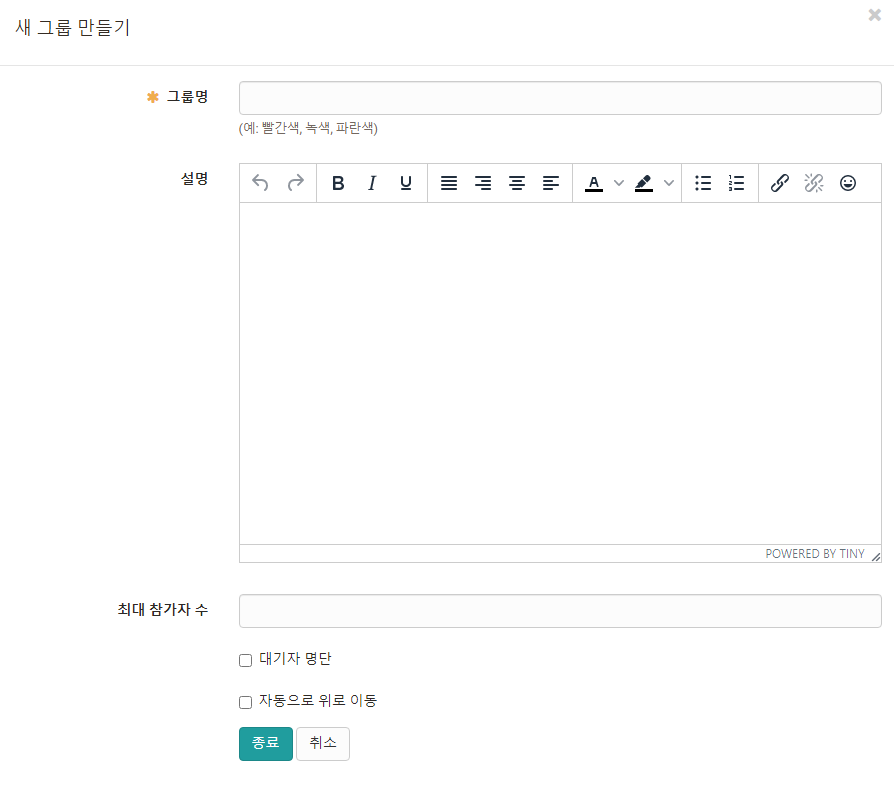 새 그룹 만들기
그룹명
(예: 빨간색, 녹색, 파란색)
설명
B I U A
POWERED BY TINY
최대 참가자 수
대기자 명단
자동으로 위로 이동
종료 취소